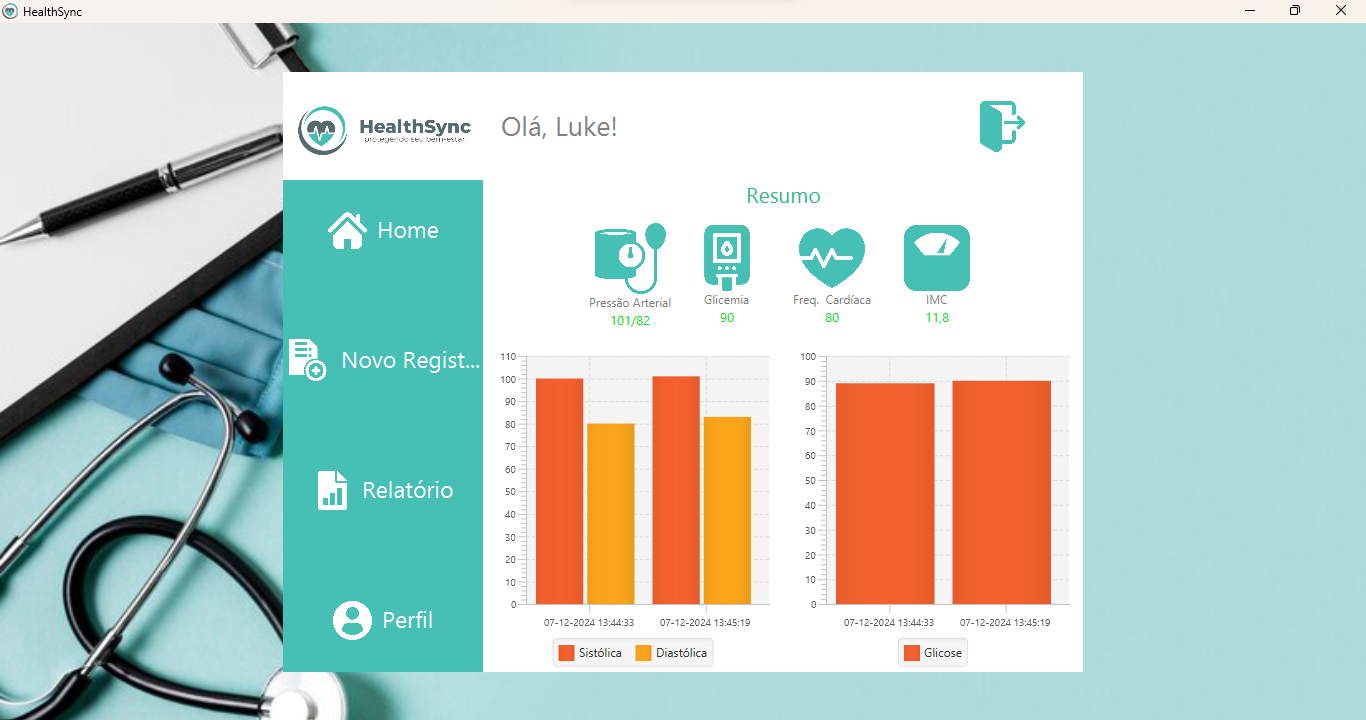 HealthSync
HealthSync
protegendo seu bem-estar.
Olá, Luke!
Home
Novo Regist...
Relatório
Perfil
Resumo
Pressão Arterial
101/82
Glicemia
90
Freq. Cardíaca
80
IMC
11,8
110
100
90
80
70
60
50
40
30
20
10
0
07-12-2024 13:44:33
07-12-2024 13:45:19
Sistólica
Diastólica
100
90
80
70
60
50
40
30
20
10
0
07-12-2024 13:44:33
07-12-2024 13:45:19
Glicose